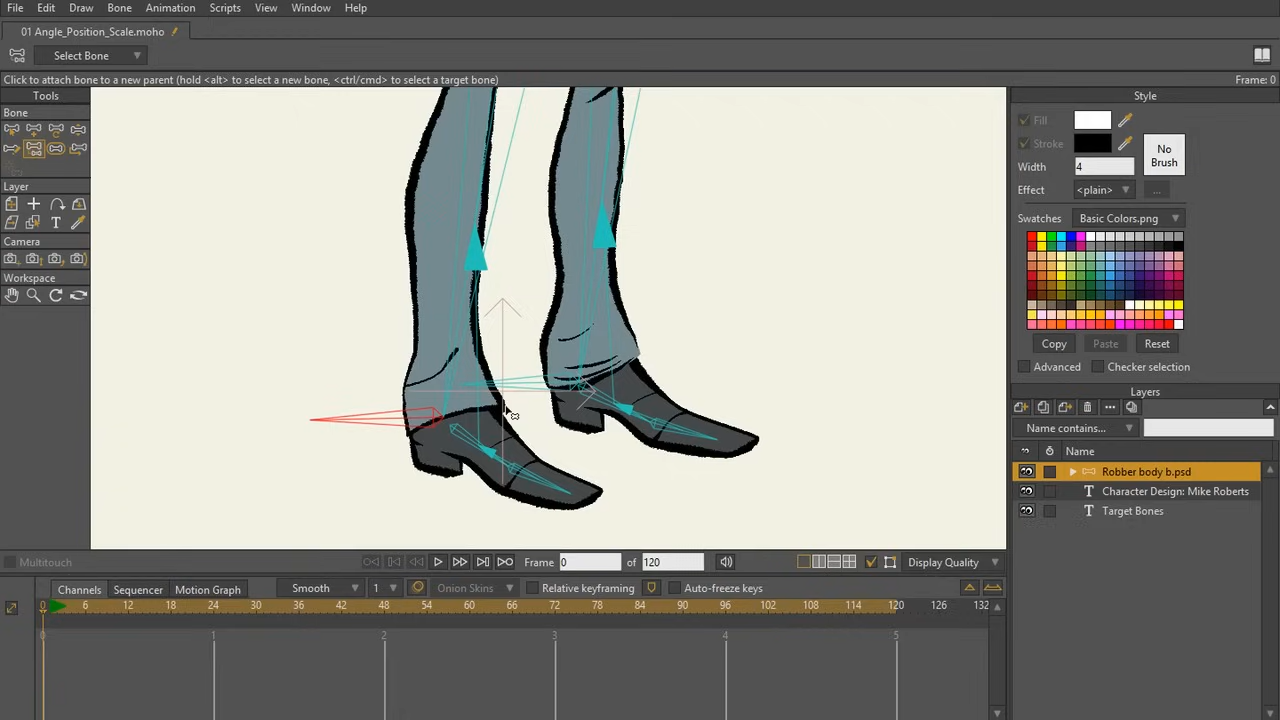 File Edit Draw Bone Animation Scripts View Window Help
01 Angle_Position_Scale.moho
Select Bone
Click to attach bone to a new parent (hold <alt> to select a new bone, <ctrl/cmd> to select a target bone) Frame: 0
Tools
Bone
Layer
Camera
Workspace
Style
Fill
Stroke
No Brush
Width 4
Effect <plain> ...
Swatches Basic Colors.png
Copy Paste Reset
Advanced Checker selection
Layers
Name contains...
Name
Robber body b.psd
T Character Design: Mike Roberts
T Target Bones
Multitouch Frame 0 of 120 Display Quality
Channels Sequencer Motion Graph Smooth 1 Onion Skins Relative keyframing Auto-freeze keys
0 6 12 18 24 30 36 42 48 54 60 66 72 78 84 90 96 102 108 114 120 126 132
0 1 2 3 4 5